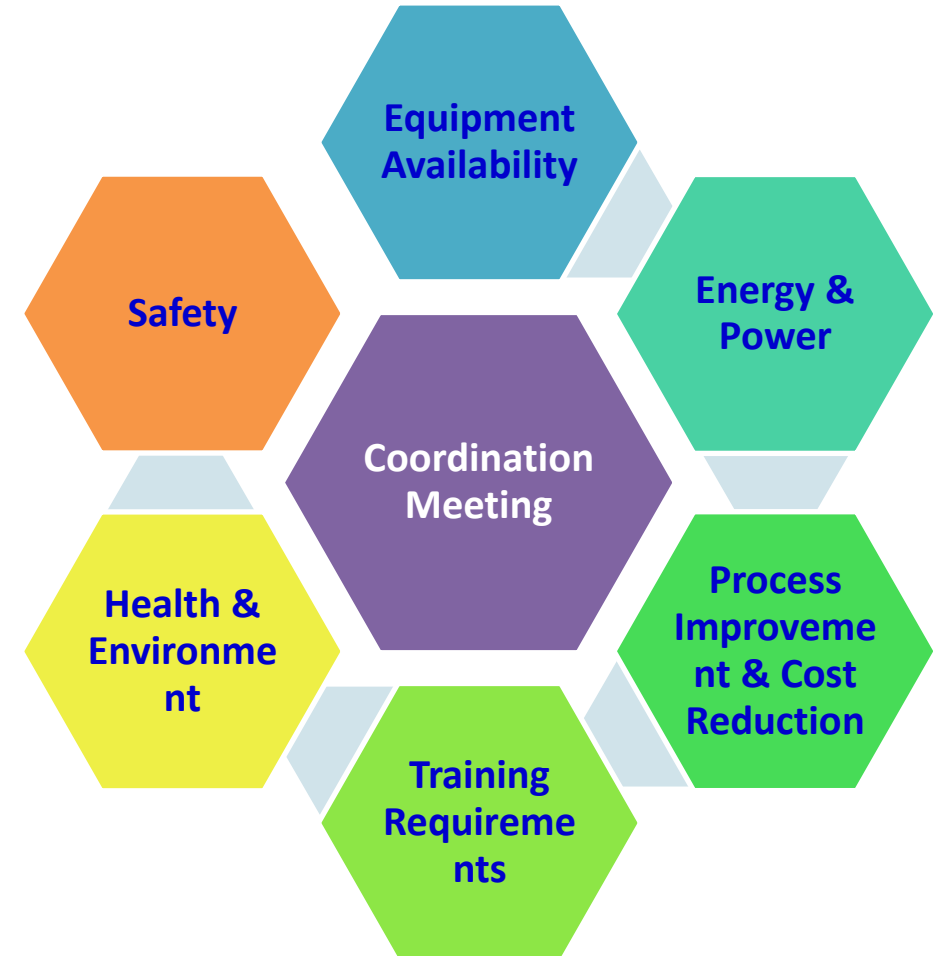 Equipment
Availability
Safety
Energy &
Power
Coordination
Meeting
Health &
Environme
nt
Process
Improveme
nt & Cost
Reduction
Training
Requireme
nts